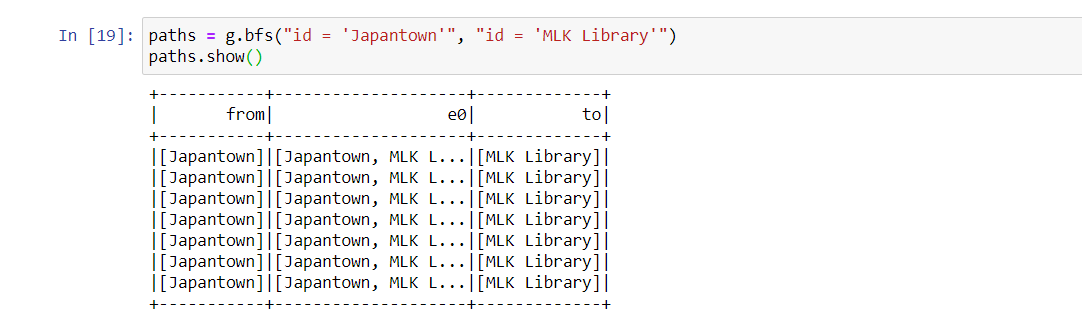 In [19]: paths = g.bfs("id = 'Japantown'", "id = 'MLK Library'")
paths.show()
+-----------+--------------------+-------------+
|       from|                  e0|           to|
+-----------+--------------------+-------------+
|[Japantown]|[Japantown, MLK L...|[MLK Library]|
|[Japantown]|[Japantown, MLK L...|[MLK Library]|
|[Japantown]|[Japantown, MLK L...|[MLK Library]|
|[Japantown]|[Japantown, MLK L...|[MLK Library]|
|[Japantown]|[Japantown, MLK L...|[MLK Library]|
|[Japantown]|[Japantown, MLK L...|[MLK Library]|
|[Japantown]|[Japantown, MLK L...|[MLK Library]|
+-----------+--------------------+-------------+